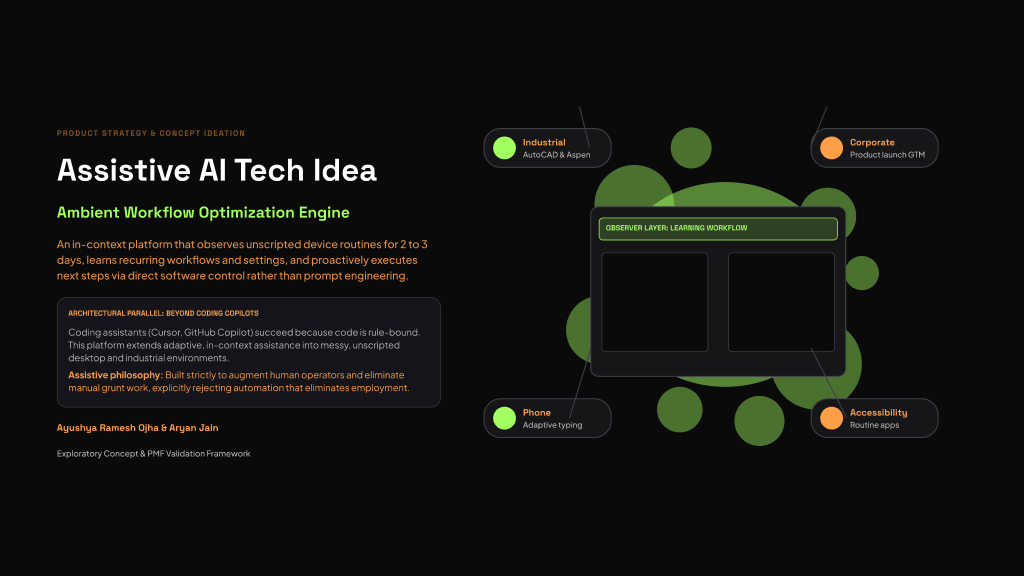 PRODUCT STRATEGY & CONCEPT IDEATION
Assistive AI Tech Idea
Ambient Workflow Optimization Engine
An in-context platform that observes unscripted device routines for 2 to 3
days, learns recurring workflows and settings, and proactively executes
next steps via direct software control rather than prompt engineering.
ARCHITECTURAL PARALLEL: BEYOND CODING COPILOTS
Coding assistants (Cursor, GitHub Copilot) succeed because code is rule-bound.
This platform extends adaptive, in-context assistance into messy, unscripted
desktop and industrial environments.
Assistive philosophy: Built strictly to augment human operators and eliminate
manual grunt work, explicitly rejecting automation that eliminates employment.
Ayushya Ramesh Ojha & Aryan Jain
Exploratory Concept & PMF Validation Framework
Industrial
AutoCAD & Aspen
Corporate
Product launch GTM
OBSERVER LAYER: LEARNING WORKFLOW
Phone
Adaptive typing
Accessibility
Routine apps